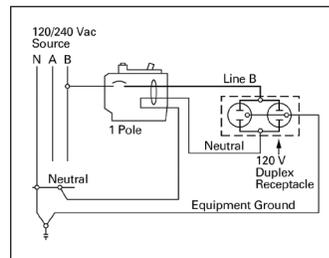 120/240 Vac
Source
N A B
1 Pole
Line B
Neutral
120 V
Duplex
Receptacle
Neutral
Equipment Ground